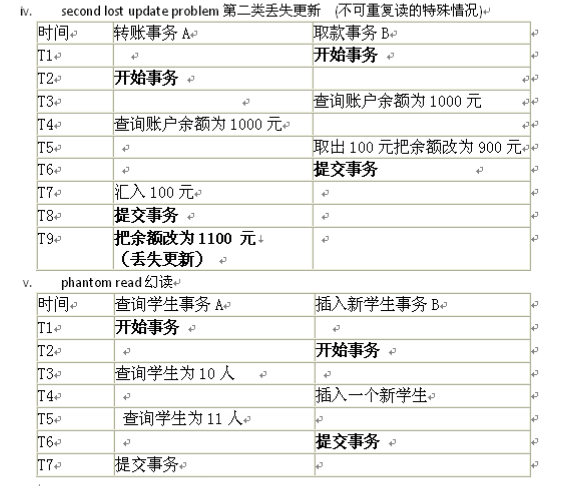 iv. second lost update problem 第二类丢失更新 (不可重复读的特殊情况)
时间 转账事务 A 取款事务 B
T1 开始事务
T2 开始事务
T3 查询账户余额为 1000 元
T4 查询账户余额为 1000 元
T5 取出 100 元把余额改为 900 元
T6 提交事务
T7 汇入 100 元
T8 提交事务
T9 把余额改为 1100 元
（丢失更新）
v. phantom read 幻读
时间 查询学生事务 A 插入新学生事务 B
T1 开始事务
T2 开始事务
T3 查询学生为 10 人
T4 插入一个新学生
T5 查询学生为 11 人
T6 提交事务
T7 提交事务